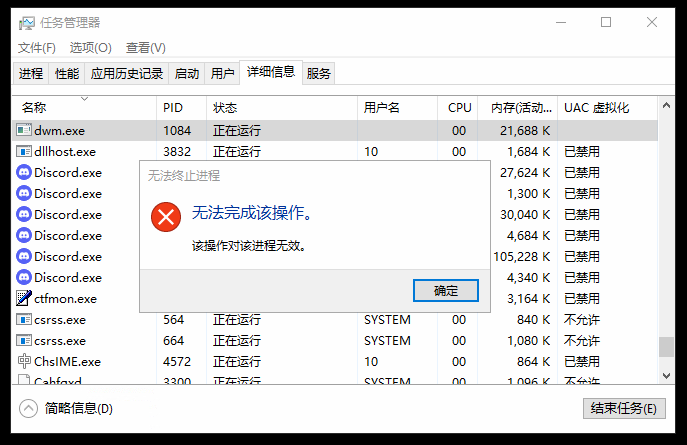 任务管理器
文件(F) 选项(O) 查看(V)
进程 性能 应用历史记录 启动 用户 详细信息 服务
名称 PID 状态 用户名 CPU 内存(活动... UAC 虚拟化
dwm.exe 1084 正在运行 00 21,688 K
dllhost.exe 3832 正在运行 10 00 1,684 K 已禁用
Discord.exe 27,624 K 已禁用
Discord.exe 1,300 K 已禁用
Discord.exe 30,040 K 已禁用
Discord.exe 4,684 K 已禁用
Discord.exe 105,228 K 已禁用
Discord.exe 4,340 K 已禁用
ctfmon.exe 3,164 K 已禁用
无法终止进程
无法完成该操作。
该操作对该进程无效。
确定
csrss.exe 564 正在运行 SYSTEM 00 840 K 不允许
csrss.exe 664 正在运行 SYSTEM 00 1,080 K 不允许
ChsIME.exe 4572 正在运行 10 00 864 K 已禁用
3300 正在运行 SYSTEM 00 1,096 K 不允许
简略信息(D) 结束任务(E)